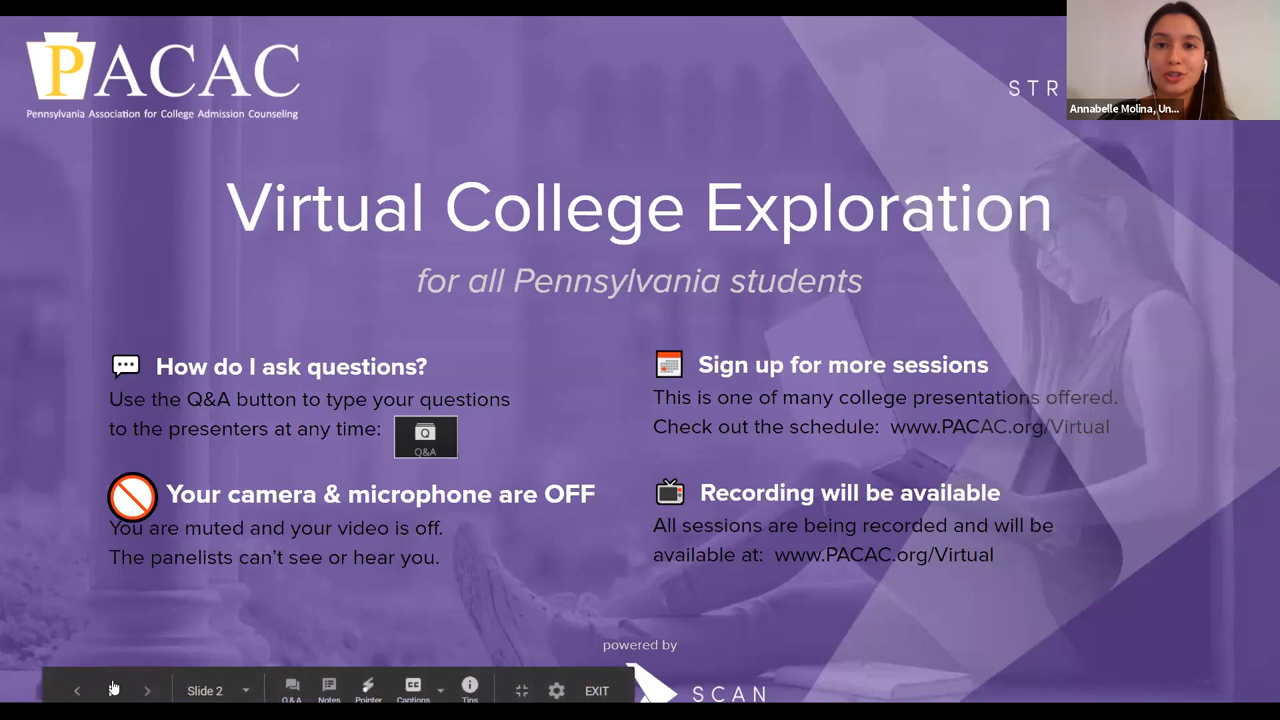 PACAC
Pennsylvania Association for College Admission Counseling
STR
Annabelle Molina, Un...
Virtual College Exploration
for all Pennsylvania students
How do I ask questions?
Use the Q&A button to type your questions
to the presenters at any time:
Q
Q&A
Your camera & microphone are OFF
You are muted and your video is off.
The panelists can't see or hear you.
Sign up for more sessions
This is one of many college presentations offered.
Check out the schedule: www.PACAC.org/Virtual
Recording will be available
All sessions are being recorded and will be
available at: www.PACAC.org/Virtual
powered by
SCAN
Slide 2
Q&A
Notes
Pointer
CC
Captions
Tips
EXIT